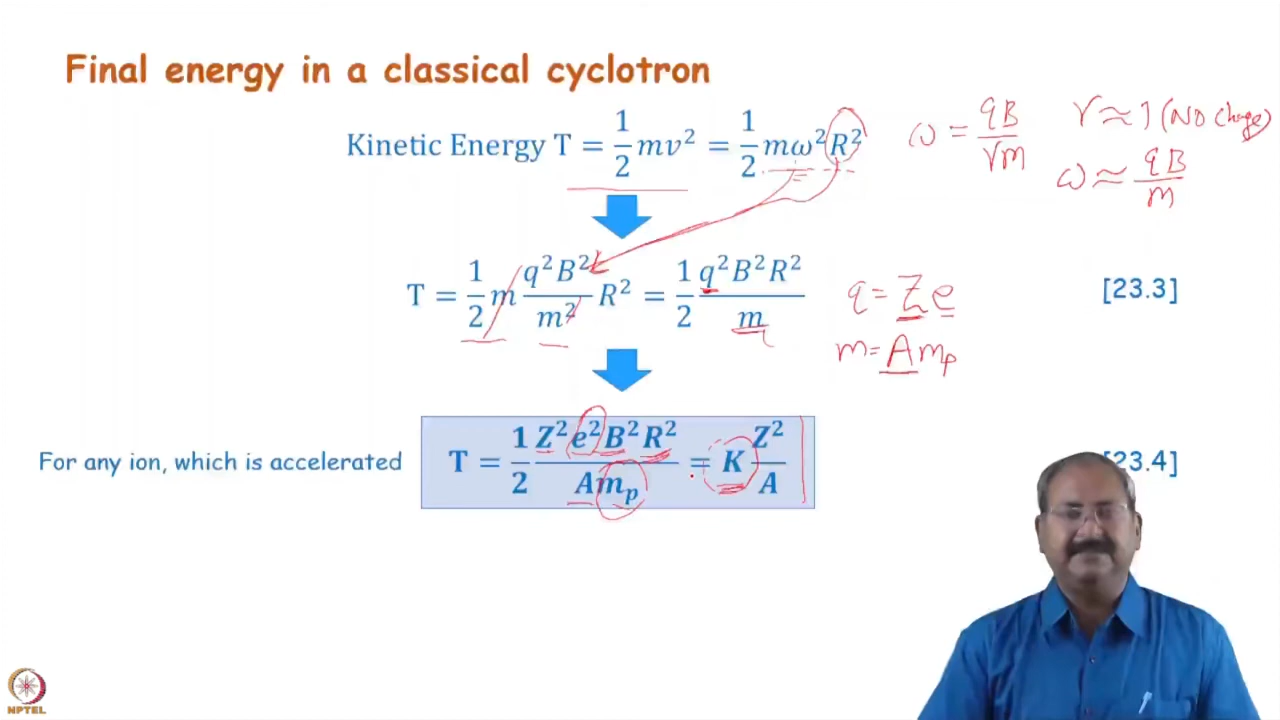 Final energy in a classical cyclotron
Kinetic Energy T = 1/2 mv² = 1/2 mω²R²
ω = qB/γm
γ ≈ 1 (No change)
ω ≈ qB/m
T = 1/2 m q²B²/m² R² = 1/2 q²B²R²/m
q = Ze
[23.3]
m = Amp
For any ion, which is accelerated
T = 1/2 Z²e²B²R²/Amp = K Z²/A
[23.4]
NPTEL